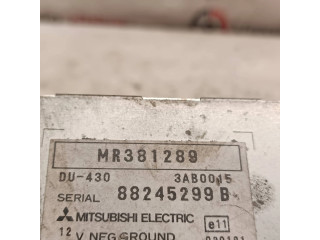 MR381289
DU-430 3AB0015
SERIAL 88245299 B
MITSUBISHI ELECTRIC e11
12 V NEG.GROUND